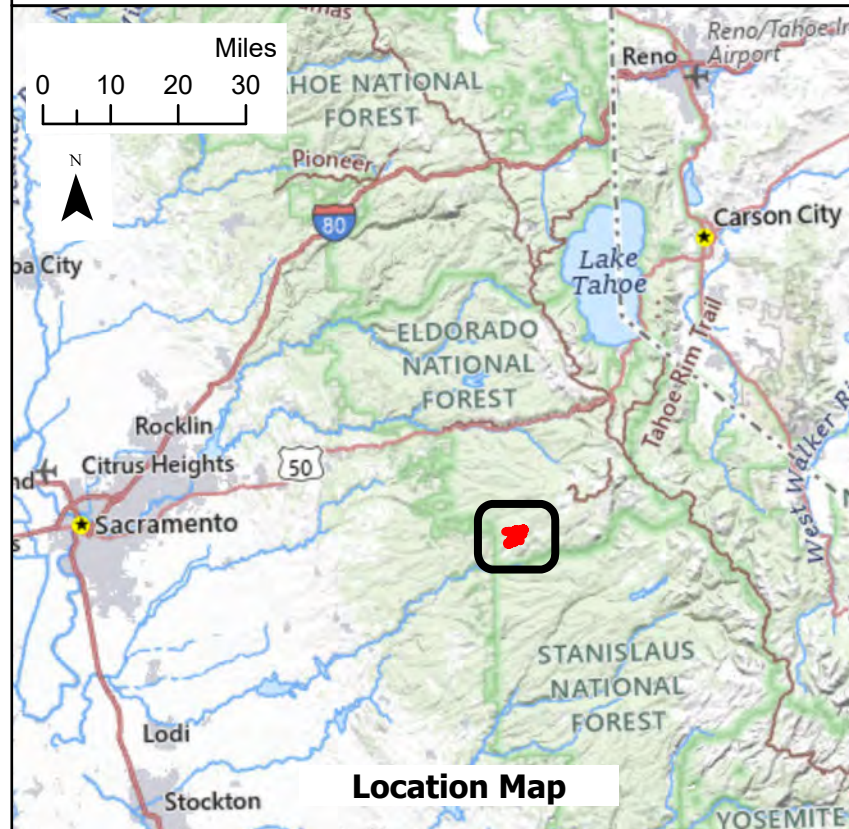 Miles
0 10 20 30
N
HOE NATIONAL
FOREST
Pioneer
80
Reno
Reno/Tahoe In
Airport
Carson City
ba City
Lake
Tahoe
ELDORADO
NATIONAL
FOREST
Tahoe Rim Trail
Rocklin
Citrus Heights
50
nd
West Walker Ri
Sacramento
s
N
STANISLAUS
NATIONAL
FOREST
Lodi
Location Map
Stockton
YOSEMITE